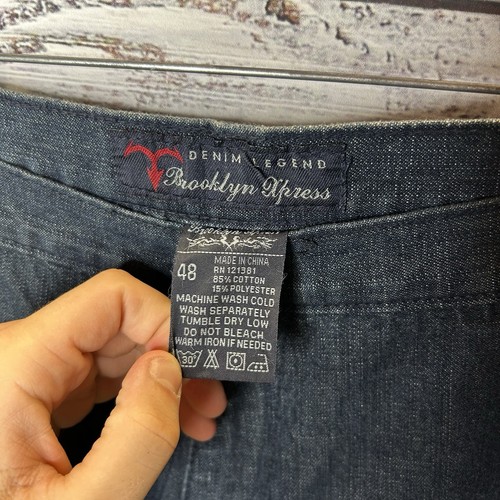 DENIM LEGEND
Brooklyn Xpress
48
MADE IN CHINA
RN 121381
85% COTTON
15% POLYESTER
MACHINE WASH COLD
WASH SEPARATELY
TUMBLE DRY LOW
DO NOT BLEACH
WARM IRON IF NEEDED
30°